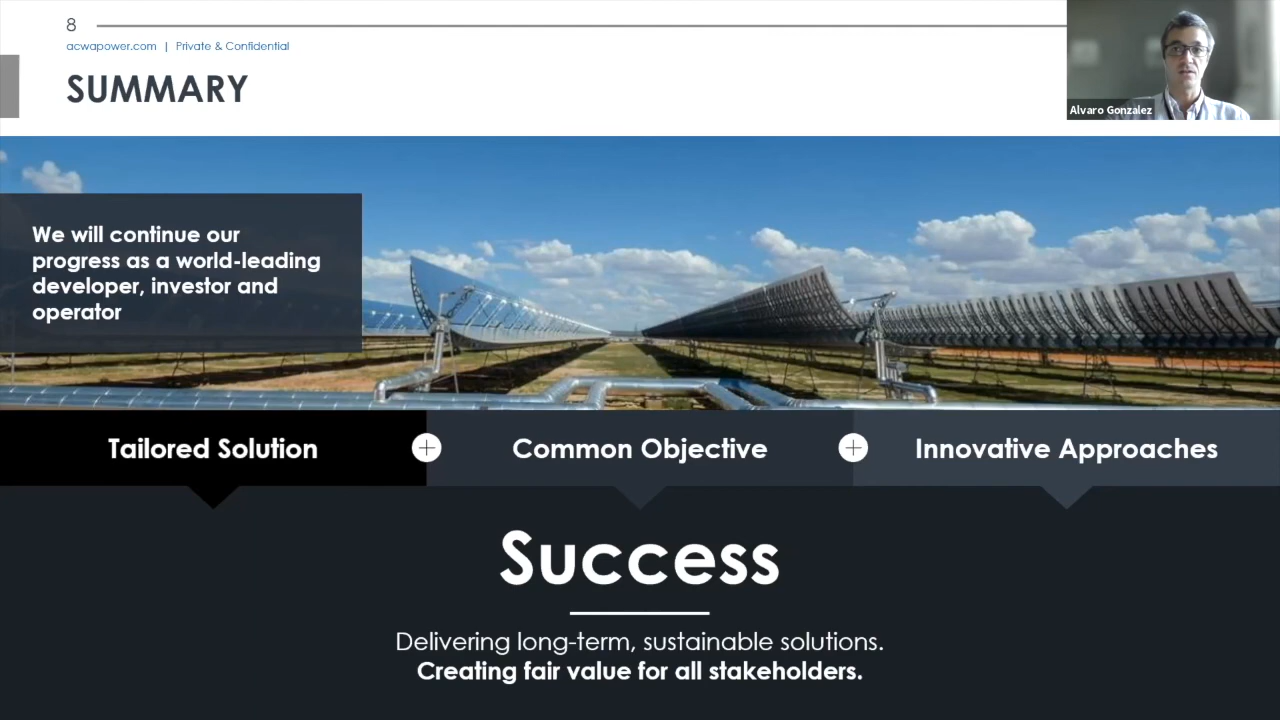 8
acwapower.com | Private & Confidential
SUMMARY
Alvaro Gonzalez
We will continue our
progress as a world-leading
developer, investor and
operator
Tailored Solution
Common Objective
Innovative Approaches
Success
Delivering long-term, sustainable solutions.
Creating fair value for all stakeholders.